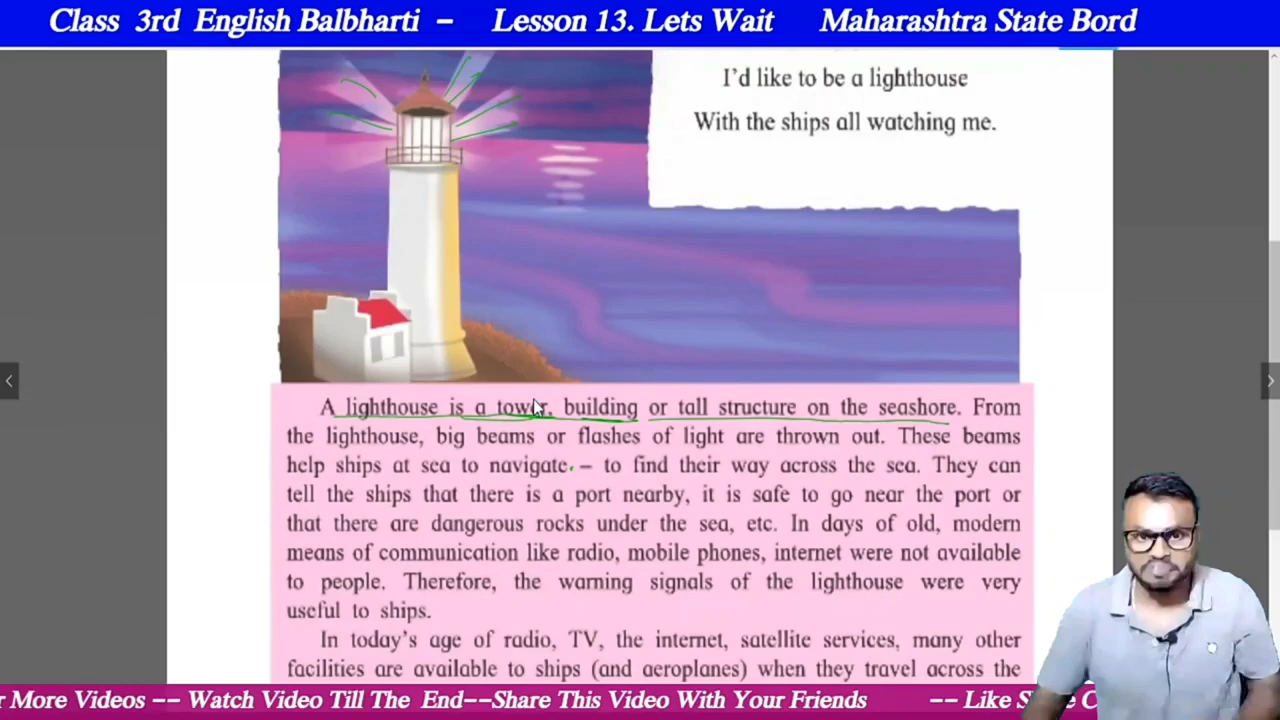 Class 3rd English Balbharti – Lesson 13. Lets Wait Maharashtra State Bord
I'd like to be a lighthouse
With the ships all watching me.
A lighthouse is a tower, building or tall structure on the seashore. From
the lighthouse, big beams or flashes of light are thrown out. These beams
help ships at sea to navigate – to find their way across the sea. They can
tell the ships that there is a port nearby, it is safe to go near the port or
that there are dangerous rocks under the sea, etc. In days of old, modern
means of communication like radio, mobile phones, internet were not available
to people. Therefore, the warning signals of the lighthouse were very
useful to ships.
In today's age of radio, TV, the internet, satellite services, many other
facilities are available to ships (and aeroplanes) when they travel across the
r More Videos -- Watch Video Till The End--Share This Video With Your Friends -- Like